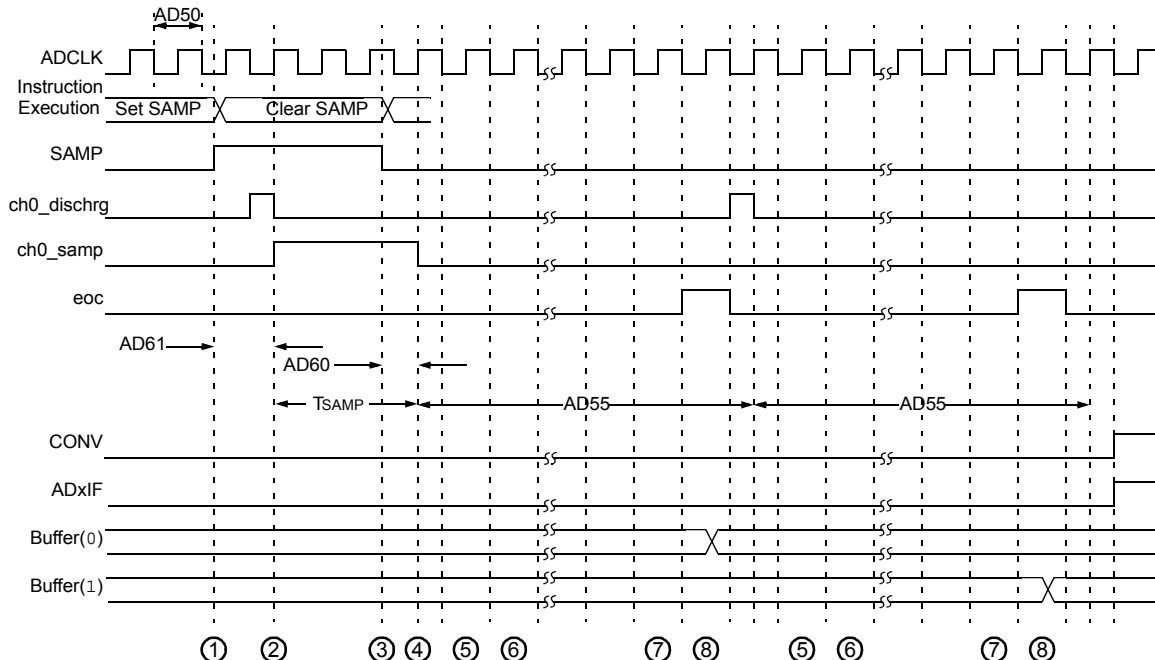 AD50
ADCLK
Instruction
Execution Set SAMP Clear SAMP
SAMP
ch0_dischrg
ch0_samp
eoc
AD61
AD60
TSAMP AD55 AD55
CONV
ADxIF
Buffer(0)
Buffer(1)
① ② ③ ④ ⑤ ⑥ ⑦ ⑧ ⑤ ⑥ ⑦ ⑧